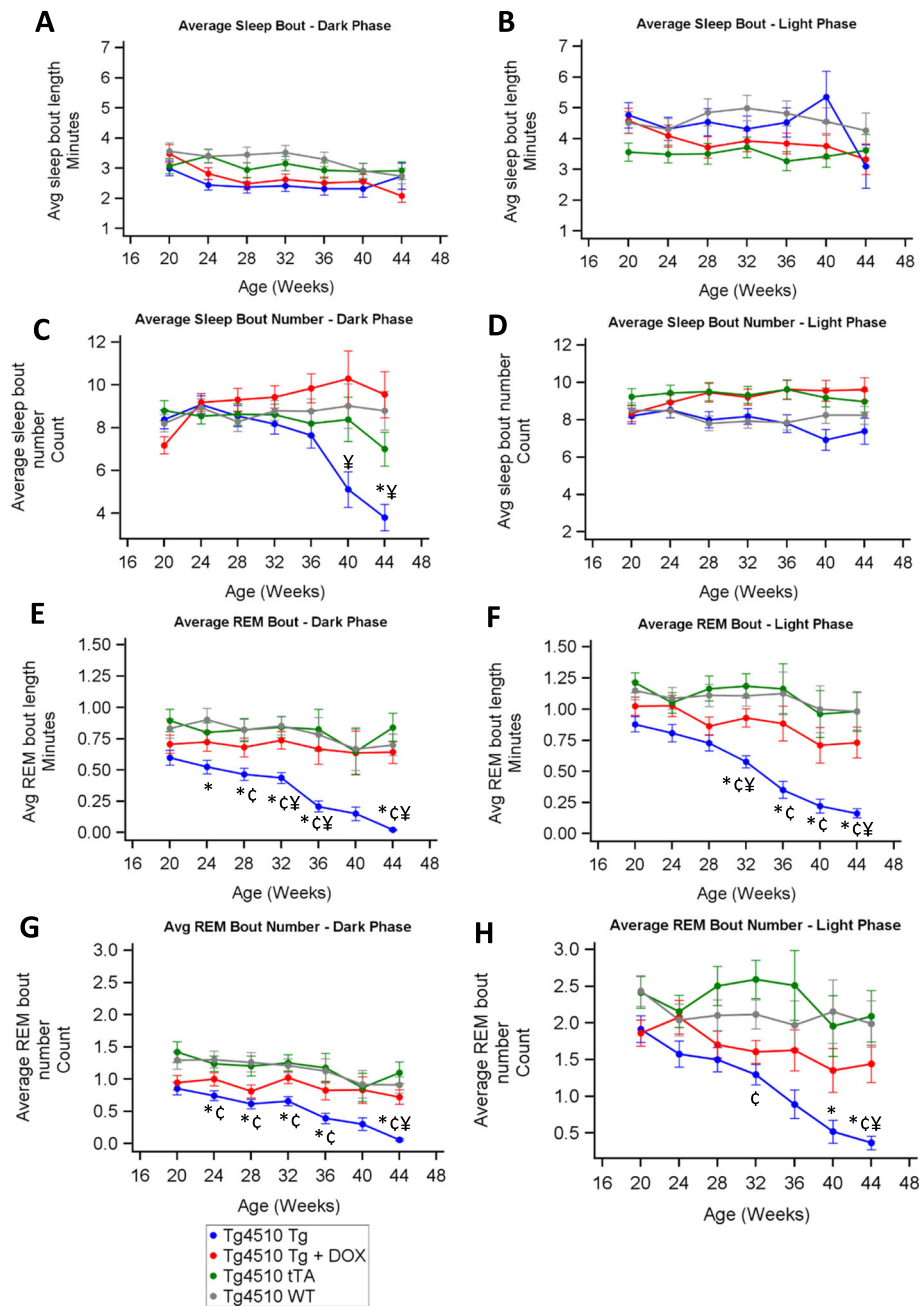 A
Average Sleep Bout - Dark Phase
Avg sleep bout length
Minutes
7
6
5
4
3
2
1
16 20 24 28 32 36 40 44 48
Age (Weeks)
B
Average Sleep Bout - Light Phase
Avg sleep bout length
Minutes
7
6
5
4
3
2
1
16 20 24 28 32 36 40 44 48
Age (Weeks)
C
Average Sleep Bout Number - Dark Phase
Average sleep bout
number
Count
12
10
8
6
4
¥
*¥
16 20 24 28 32 36 40 44 48
Age (Weeks)
D
Average Sleep Bout Number - Light Phase
Avg sleep bout number
Count
12
10
8
6
4
2
16 20 24 28 32 36 40 44 48
Age (Weeks)
E
Average REM Bout - Dark Phase
Avg REM bout length
Minutes
1.50
1.25
1.00
0.75
0.50
0.25
0.00
*
*¢
*¢¥
*¢¥
*¢¥
16 20 24 28 32 36 40 44 48
Age (Weeks)
F
Average REM Bout - Light Phase
Avg REM bout length
Minutes
1.50
1.25
1.00
0.75
0.50
0.25
0.00
*¢¥
*¢
*¢
*¢¥
16 20 24 28 32 36 40 44 48
Age (Weeks)
G
Avg REM Bout Number - Dark Phase
Average REM bout
number
Count
3.0
2.5
2.0
1.5
1.0
0.5
0.0
*¢
*¢
*¢
*¢
*¢¥
16 20 24 28 32 36 40 44 48
Age (Weeks)
H
Average REM Bout Number - Light Phase
Average REM bout
number
Count
3.0
2.5
2.0
1.5
1.0
0.5
¢
*
*¢¥
16 20 24 28 32 36 40 44 48
Age (Weeks)
Tg4510 Tg
Tg4510 Tg + DOX
Tg4510 tTA
Tg4510 WT